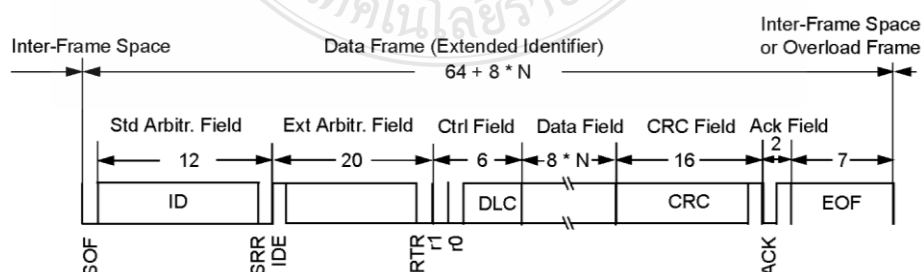 Inter-Frame Space
Data Frame (Extended Identifier)
Inter-Frame Space
or Overload Frame
64 + 8 * N
Std Arbitr. Field
Ext Arbitr. Field
Ctrl Field
Data Field
CRC Field
Ack Field
12
20
6
8 * N
16
2
7
ID
DLC
CRC
EOF
SOF
SRR
IDE
RTR
r1
r0
ACK